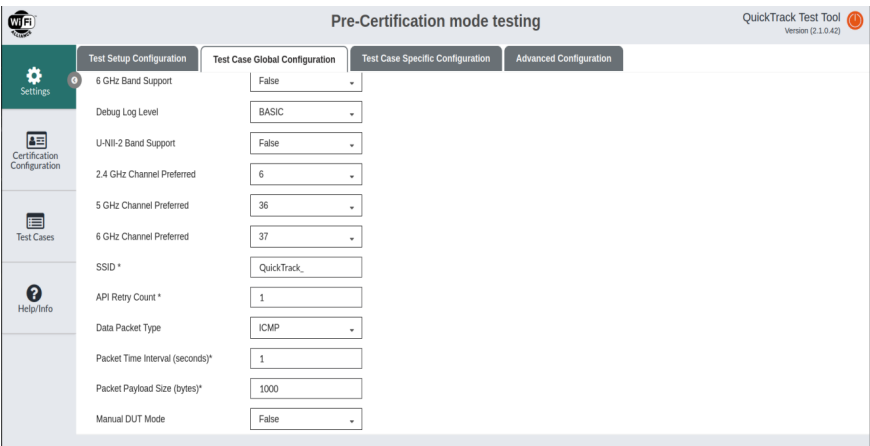 Wi Fi
ALLIANCE
Pre-Certification mode testing
QuickTrack Test Tool
Version (2.1.0.42)
Test Setup Configuration
Test Case Global Configuration
Test Case Specific Configuration
Advanced Configuration
Settings
Certification
Configuration
Test Cases
Help/Info
6 GHz Band Support False
Debug Log Level BASIC
U-NII-2 Band Support False
2.4 GHz Channel Preferred 6
5 GHz Channel Preferred 36
6 GHz Channel Preferred 37
SSID * QuickTrack_
API Retry Count * 1
Data Packet Type ICMP
Packet Time Interval (seconds)* 1
Packet Payload Size (bytes)* 1000
Manual DUT Mode False